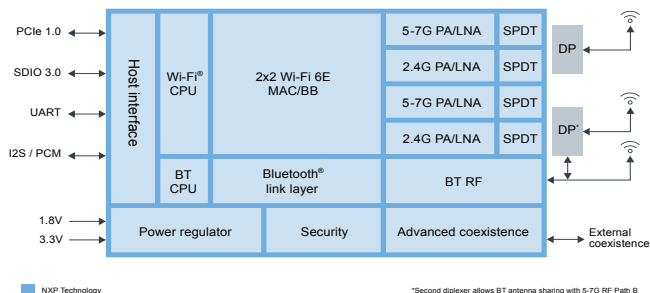 PCIe 1.0
SDIO 3.0
UART
I2S / PCM
1.8V
3.3V
Host interface
Wi-Fi®
CPU
2x2 Wi-Fi 6E
MAC/BB
5-7G PA/LNA
SPDT
2.4G PA/LNA
SPDT
5-7G PA/LNA
SPDT
2.4G PA/LNA
SPDT
DP
DP*
BT
CPU
Bluetooth®
link layer
BT RF
Power regulator
Security
Advanced coexistence
External
coexistence
NXP Technology
*Second diplexer allows BT antenna sharing with 5-7G RF Path B